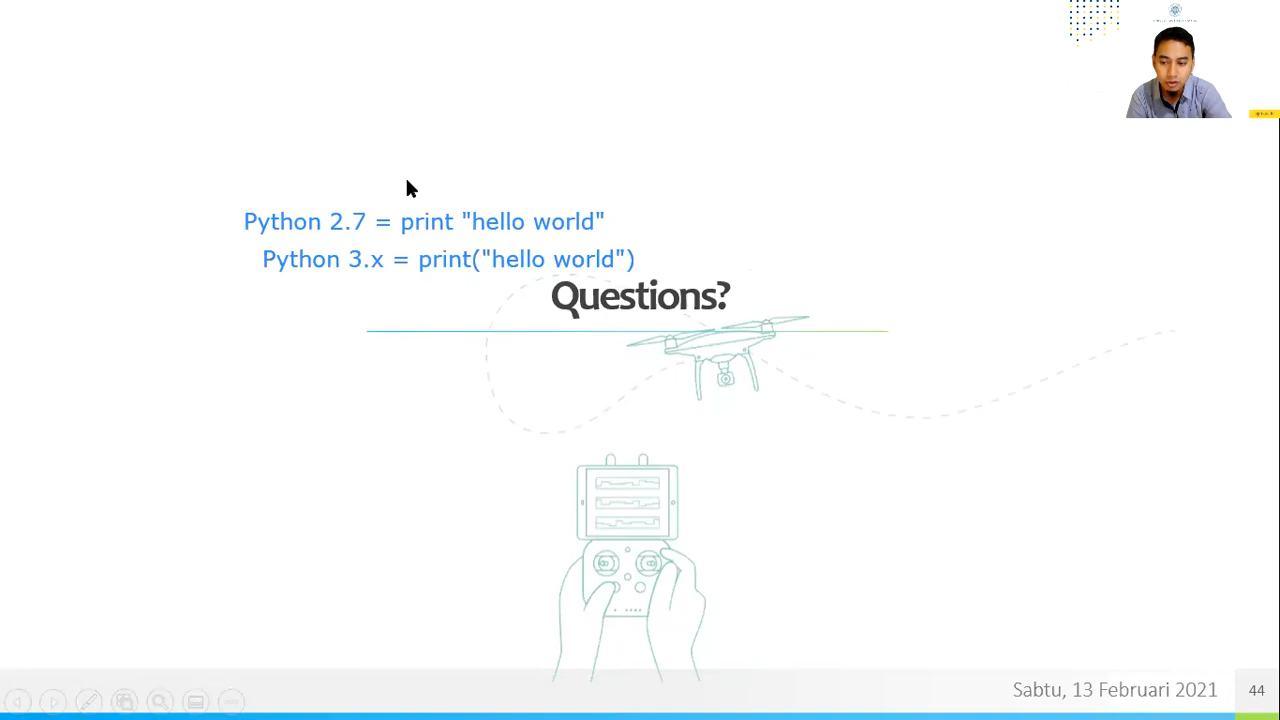 Python 2.7 = print "hello world"
Python 3.x = print("hello world")
Questions?
Sabtu, 13 Februari 2021
44